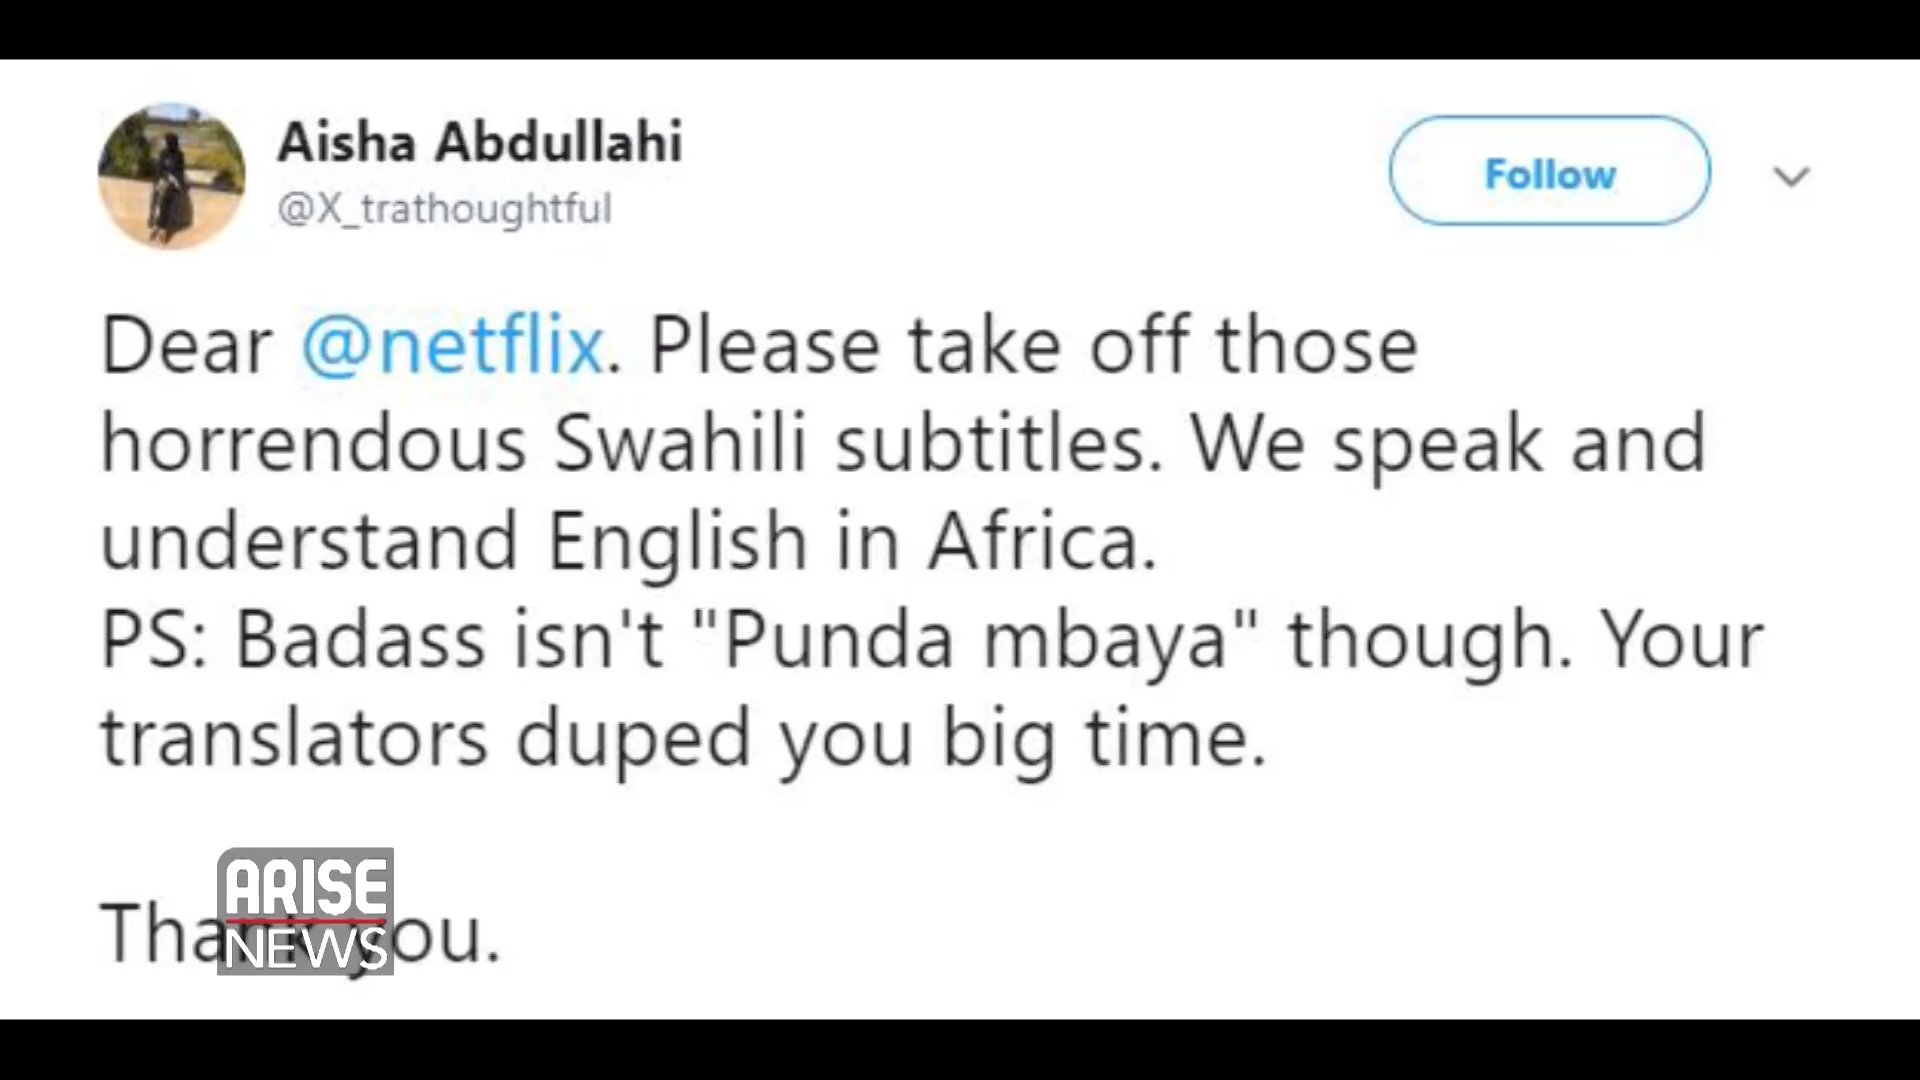 Aisha Abdullahi
@X_trathoughtful
Follow
Dear @netflix. Please take off those
horrendous Swahili subtitles. We speak and
understand English in Africa.
PS: Badass isn't "Punda mbaya" though. Your
translators duped you big time.
Thank you.
ARISE
NEWS